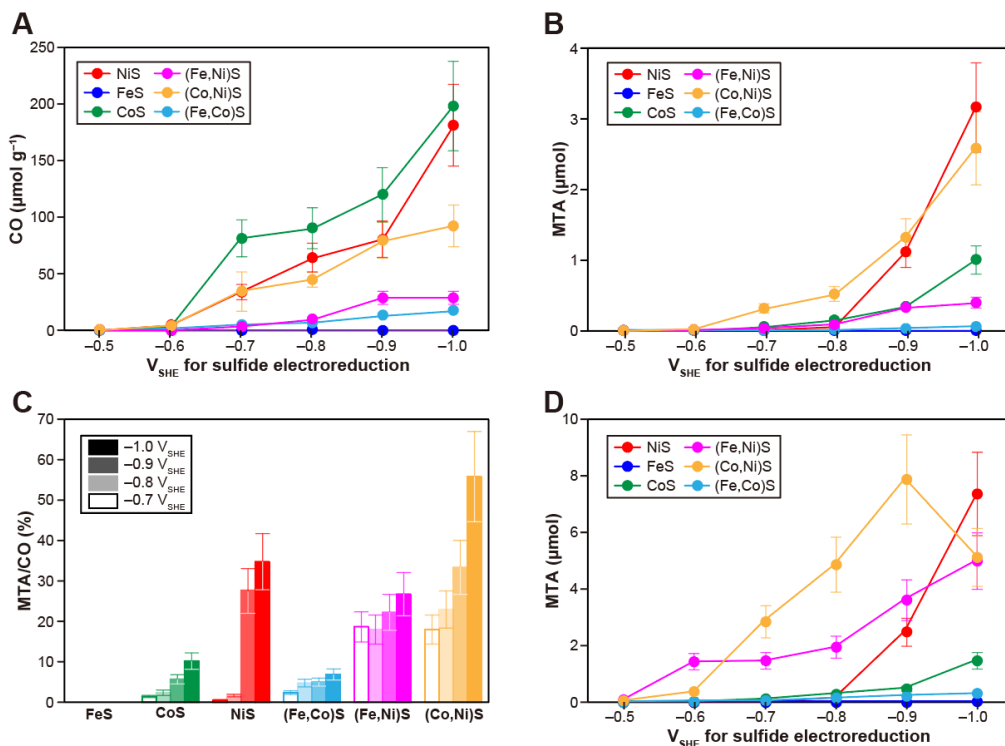 A
CO (μmol g⁻¹)
250
200
150
100
50
0
NiS
FeS
CoS
(Fe,Ni)S
(Co,Ni)S
(Fe,Co)S
−0.5 −0.6 −0.7 −0.8 −0.9 −1.0
V_SHE for sulfide electroreduction
B
MTA (μmol)
4
3
2
1
0
NiS
FeS
CoS
(Fe,Ni)S
(Co,Ni)S
(Fe,Co)S
−0.5 −0.6 −0.7 −0.8 −0.9 −1.0
V_SHE for sulfide electroreduction
C
MTA/CO (%)
70
60
50
40
30
20
10
0
−1.0 V_SHE
−0.9 V_SHE
−0.8 V_SHE
−0.7 V_SHE
FeS CoS NiS (Fe,Co)S (Fe,Ni)S (Co,Ni)S
D
MTA (μmol)
10
8
6
4
2
0
NiS
FeS
CoS
(Fe,Ni)S
(Co,Ni)S
(Fe,Co)S
−0.5 −0.6 −0.7 −0.8 −0.9 −1.0
V_SHE for sulfide electroreduction